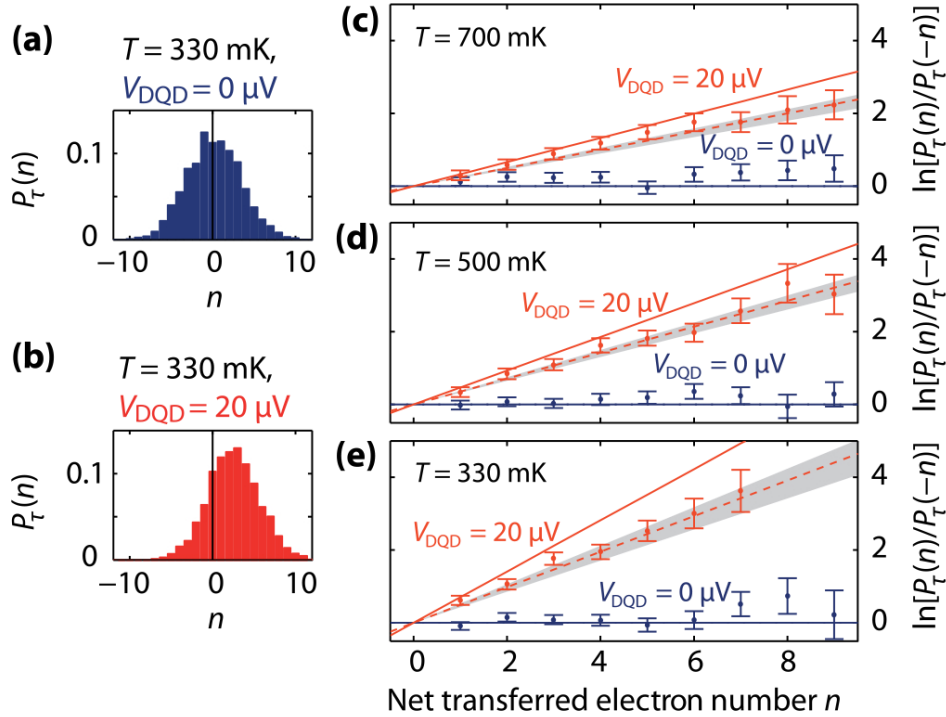 (a)
T = 330 mK,
V_DQD = 0 µV
P_τ(n)
0.1
0
−10 0 10
n
(b)
T = 330 mK,
V_DQD = 20 µV
P_τ(n)
0.1
0
−10 0 10
n
(c)
T = 700 mK
V_DQD = 20 µV
V_DQD = 0 µV
4
2
0
ln[P_τ(n)/P_τ(−n)]
(d)
T = 500 mK
V_DQD = 20 µV
V_DQD = 0 µV
4
2
0
ln[P_τ(n)/P_τ(−n)]
(e)
T = 330 mK
V_DQD = 20 µV
V_DQD = 0 µV
4
2
0
ln[P_τ(n)/P_τ(−n)]
0 2 4 6 8
Net transferred electron number n